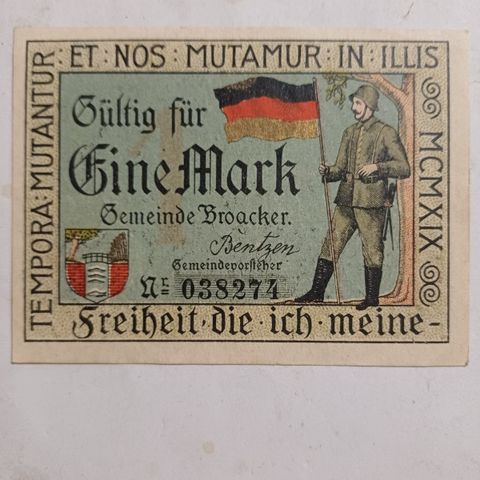 TEMPORA: MUTANTUR: ET: NOS: MUTAMUR: IN: ILLIS
MCMXIX
Gültig für
Eine Mark
Gemeinde Broacker.
Bentzen
Gemeindevorsteher
Nr. 038274
Freiheit, die ich meine-